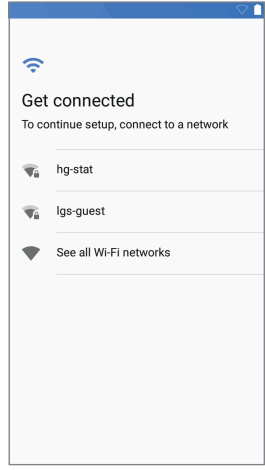 Get connected
To continue setup, connect to a network
hg-stat
lgs-guest
See all Wi-Fi networks